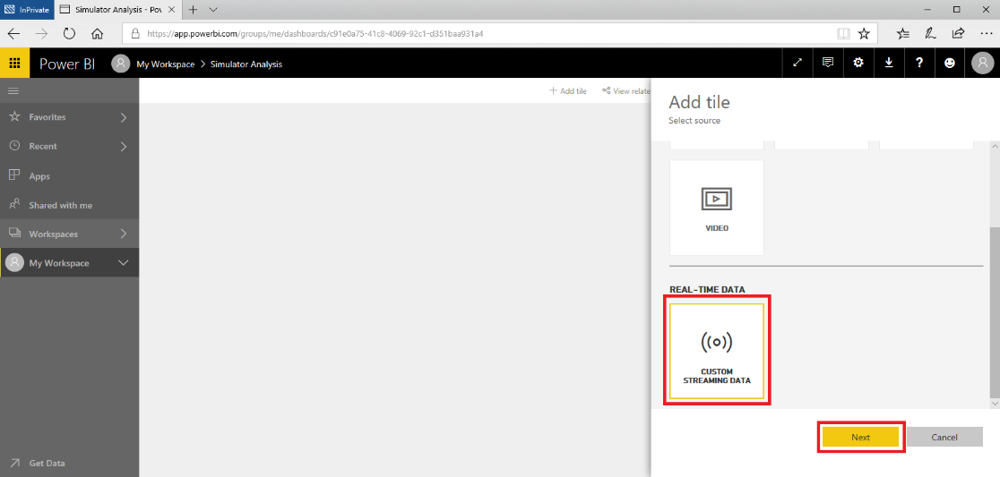 InPrivate
Simulator Analysis - Pow
https://app.powerbi.com/groups/me/dashboards/c91e0a75-41c8-4069-92c1-d351baa931a4
Power BI
My Workspace > Simulator Analysis
Add tile
View relate
Favorites
Recent
Apps
Shared with me
Workspaces
My Workspace
Get Data
Add tile
Select source
VIDEO
REAL-TIME DATA
CUSTOM
STREAMING DATA
Next
Cancel